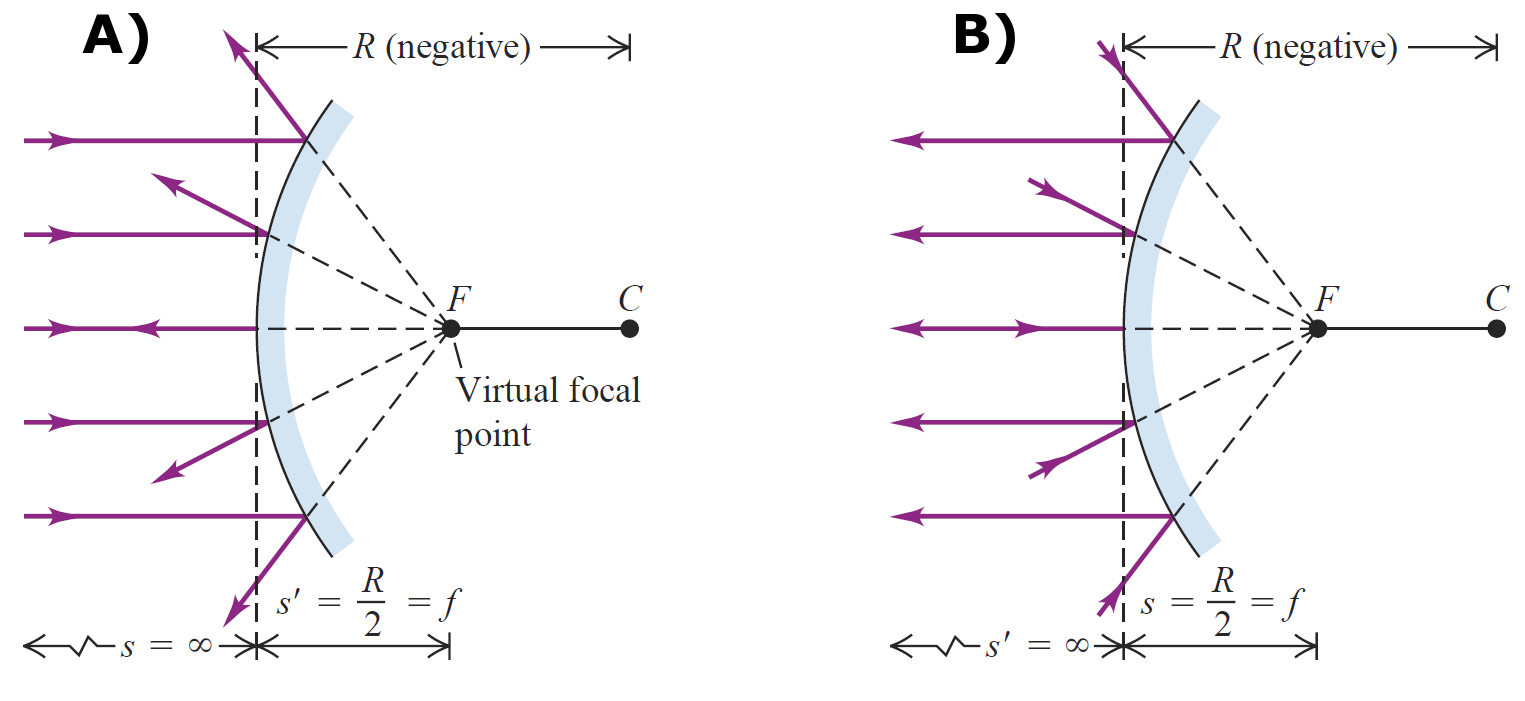 A)
R (negative)
F
C
Virtual focal
point
s′ = R/2 = f
s = ∞
B)
R (negative)
F
C
s = R/2 = f
s′ = ∞